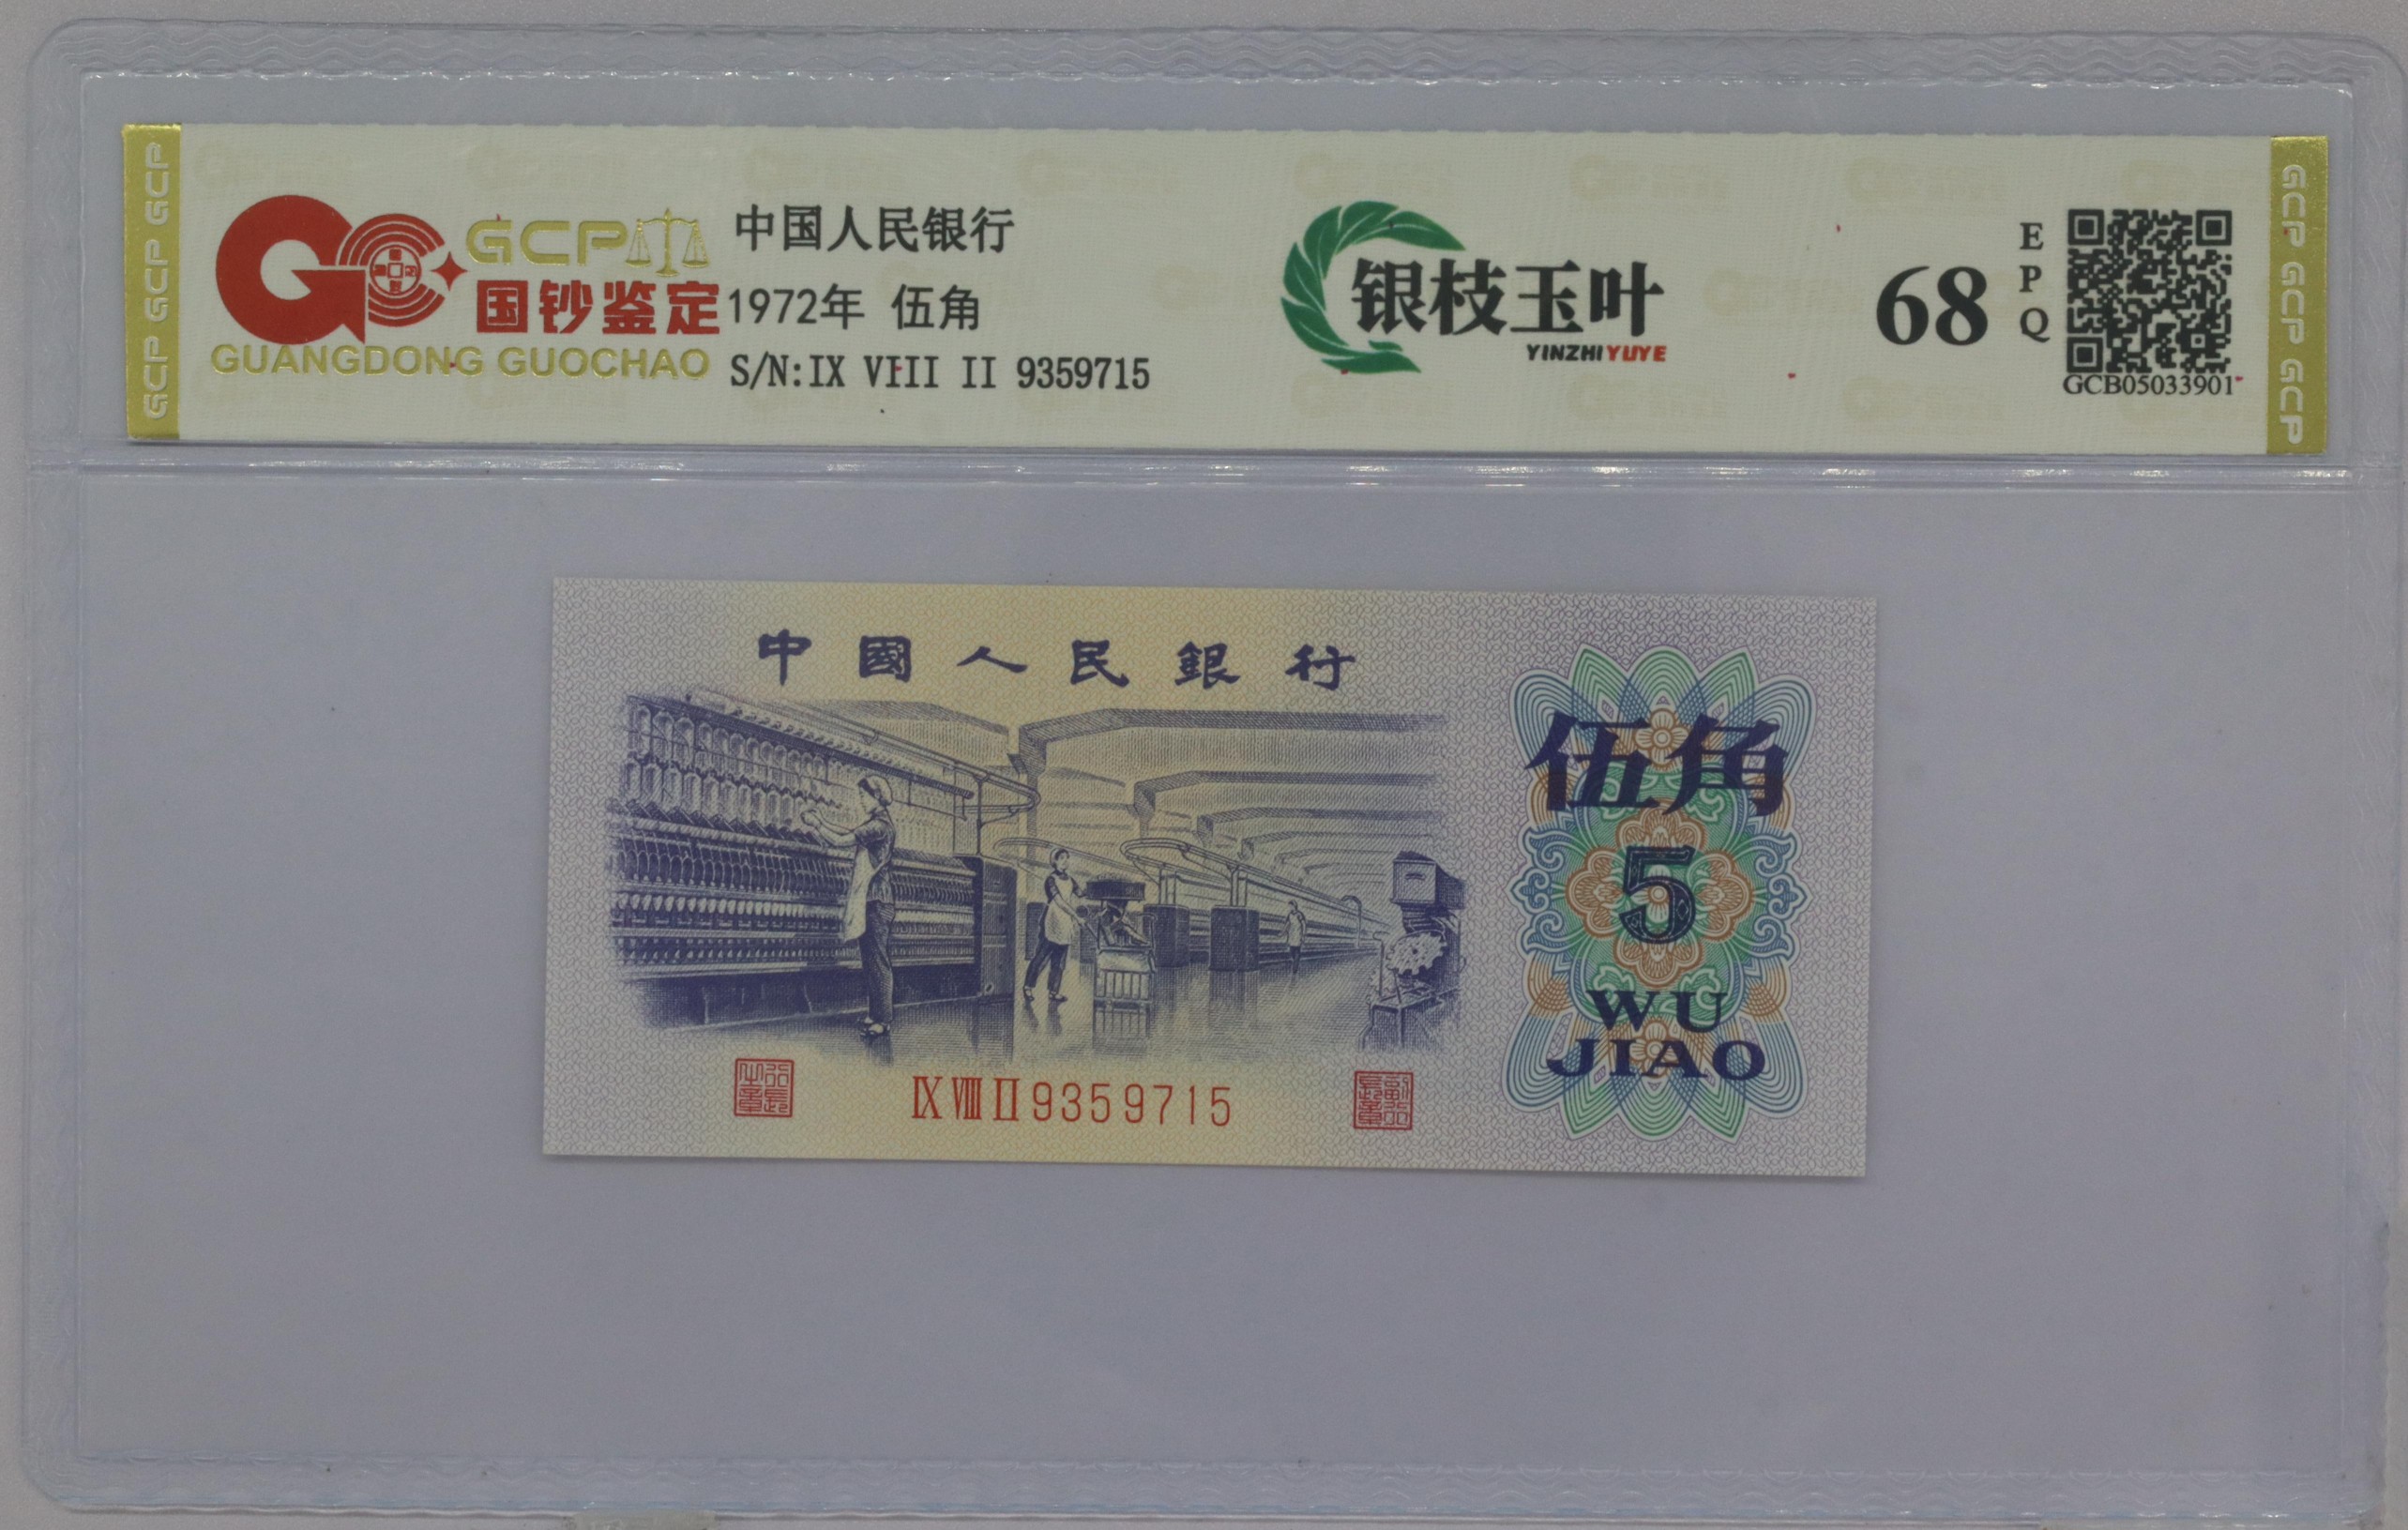 GCP GCP GCP
GCP
国钞鉴定
GUANGDONG GUOCHAO
中国人民银行
1972年 伍角
S/N:IX VIII II 9359715
银枝玉叶
YINZHIYUYE
68
EPQ
GCB05033901
GCP GCP GCP
中國人民銀行
伍角
5
WU
JIAO
IX VIII II 9359715